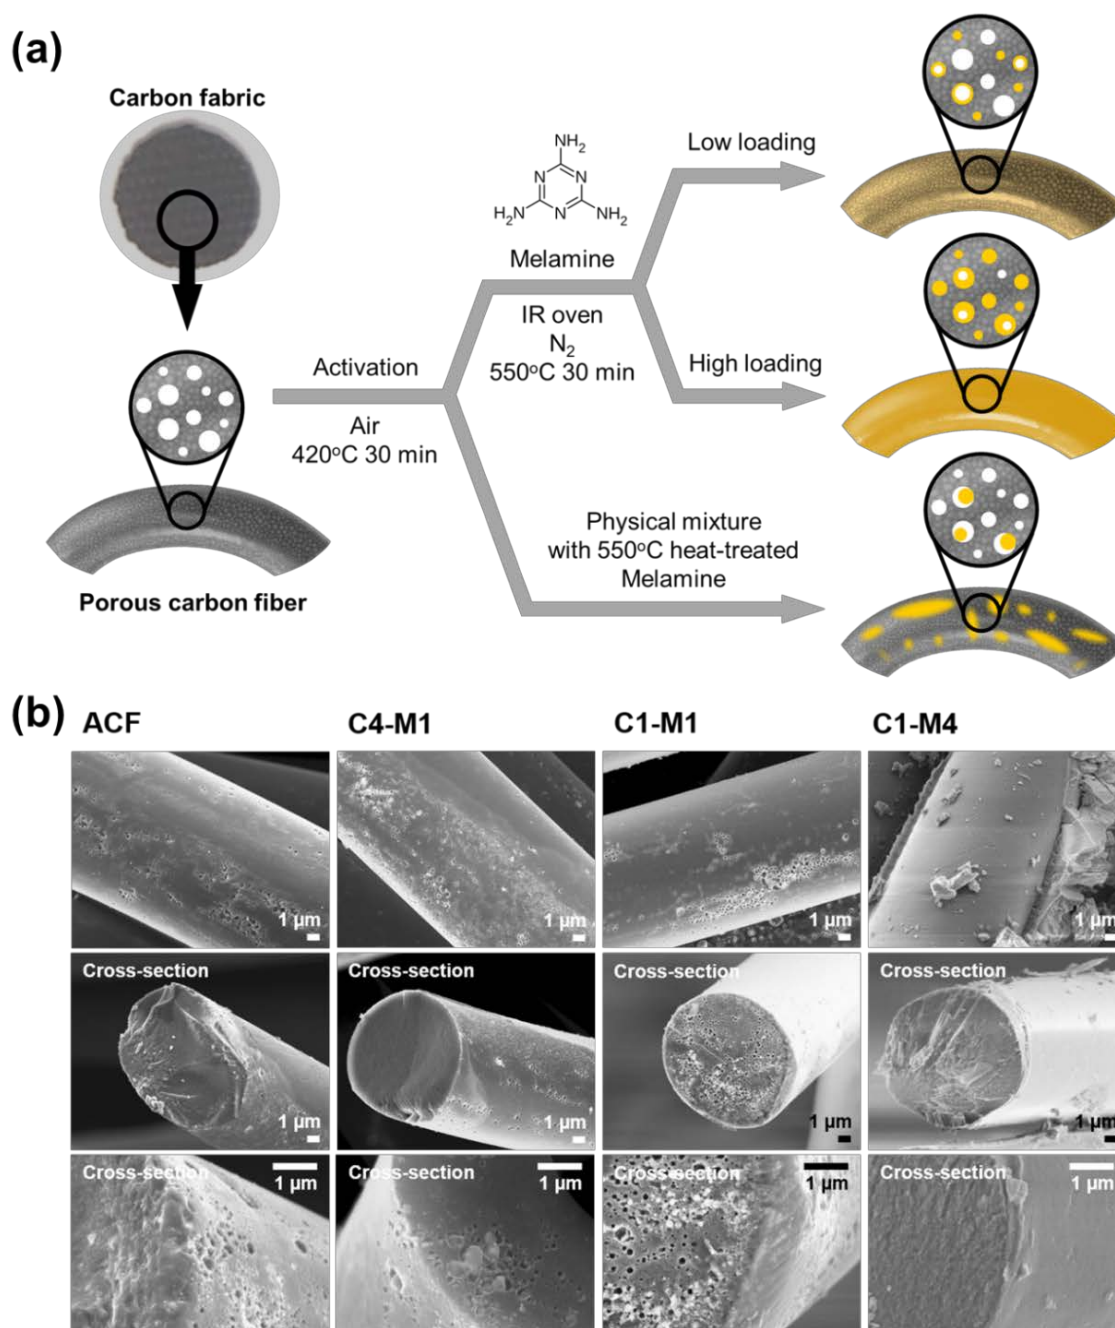 (a)
Carbon fabric
Porous carbon fiber
Activation
Air
420°C 30 min
NH2
N
N
N
H2N
NH2
Melamine
IR oven
N2
550°C 30 min
Low loading
High loading
Physical mixture
with 550°C heat-treated
Melamine
(b)
ACF
C4-M1
C1-M1
C1-M4
1 µm
1 µm
1 µm
1 µm
Cross-section
Cross-section
Cross-section
Cross-section
1 µm
1 µm
1 µm
1 µm
Cross-section
Cross-section
Cross-section
Cross-section
1 µm
1 µm
1 µm
1 µm